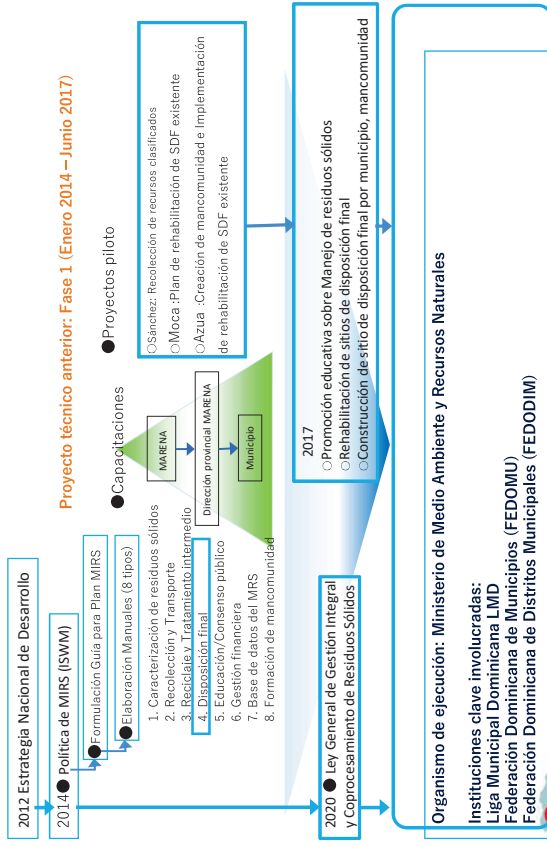 2012 Estrategia Nacional de Desarrollo
2014● Política de MIRS (ISWM)
●Formulación Guía para Plan MIRS
●Elaboración Manuales (8 tipos)
1. Caracterización de residuos sólidos
2. Recolección y Transporte
3. Reciclaje y Tratamiento intermedio
4. Disposición final
5. Educación/Consenso público
6. Gestión financiera
7. Base de datos del MRS
8. Formación de mancomunidad
Proyecto técnico anterior: Fase 1 (Enero 2014 – Junio 2017)
●Capacitaciones
MARENA
Dirección provincial MARENA
Municipio
●Proyectos piloto
○Sánchez: Recolección de recursos clasificados
○Moca :Plan de rehabilitación de SDF existente
○Azua :Creación de mancomunidad e Implementación
de rehabilitación de SDF existente
2017
○Promoción educativa sobre Manejo de residuos sólidos
○Rehabilitación de sitios de disposición final
○Construcción de sitio de disposición final por municipio, mancomunidad
2020 ● Ley General de Gestión Integral
y Coprocesamiento de Residuos Sólidos
Organismo de ejecución: Ministerio de Medio Ambiente y Recursos Naturales
Instituciones clave involucradas:
Liga Municipal Dominicana LMD
Federación Dominicana de Municipios (FEDOMU)
Federación Dominicana de Distritos Municipales (FEDODIM)